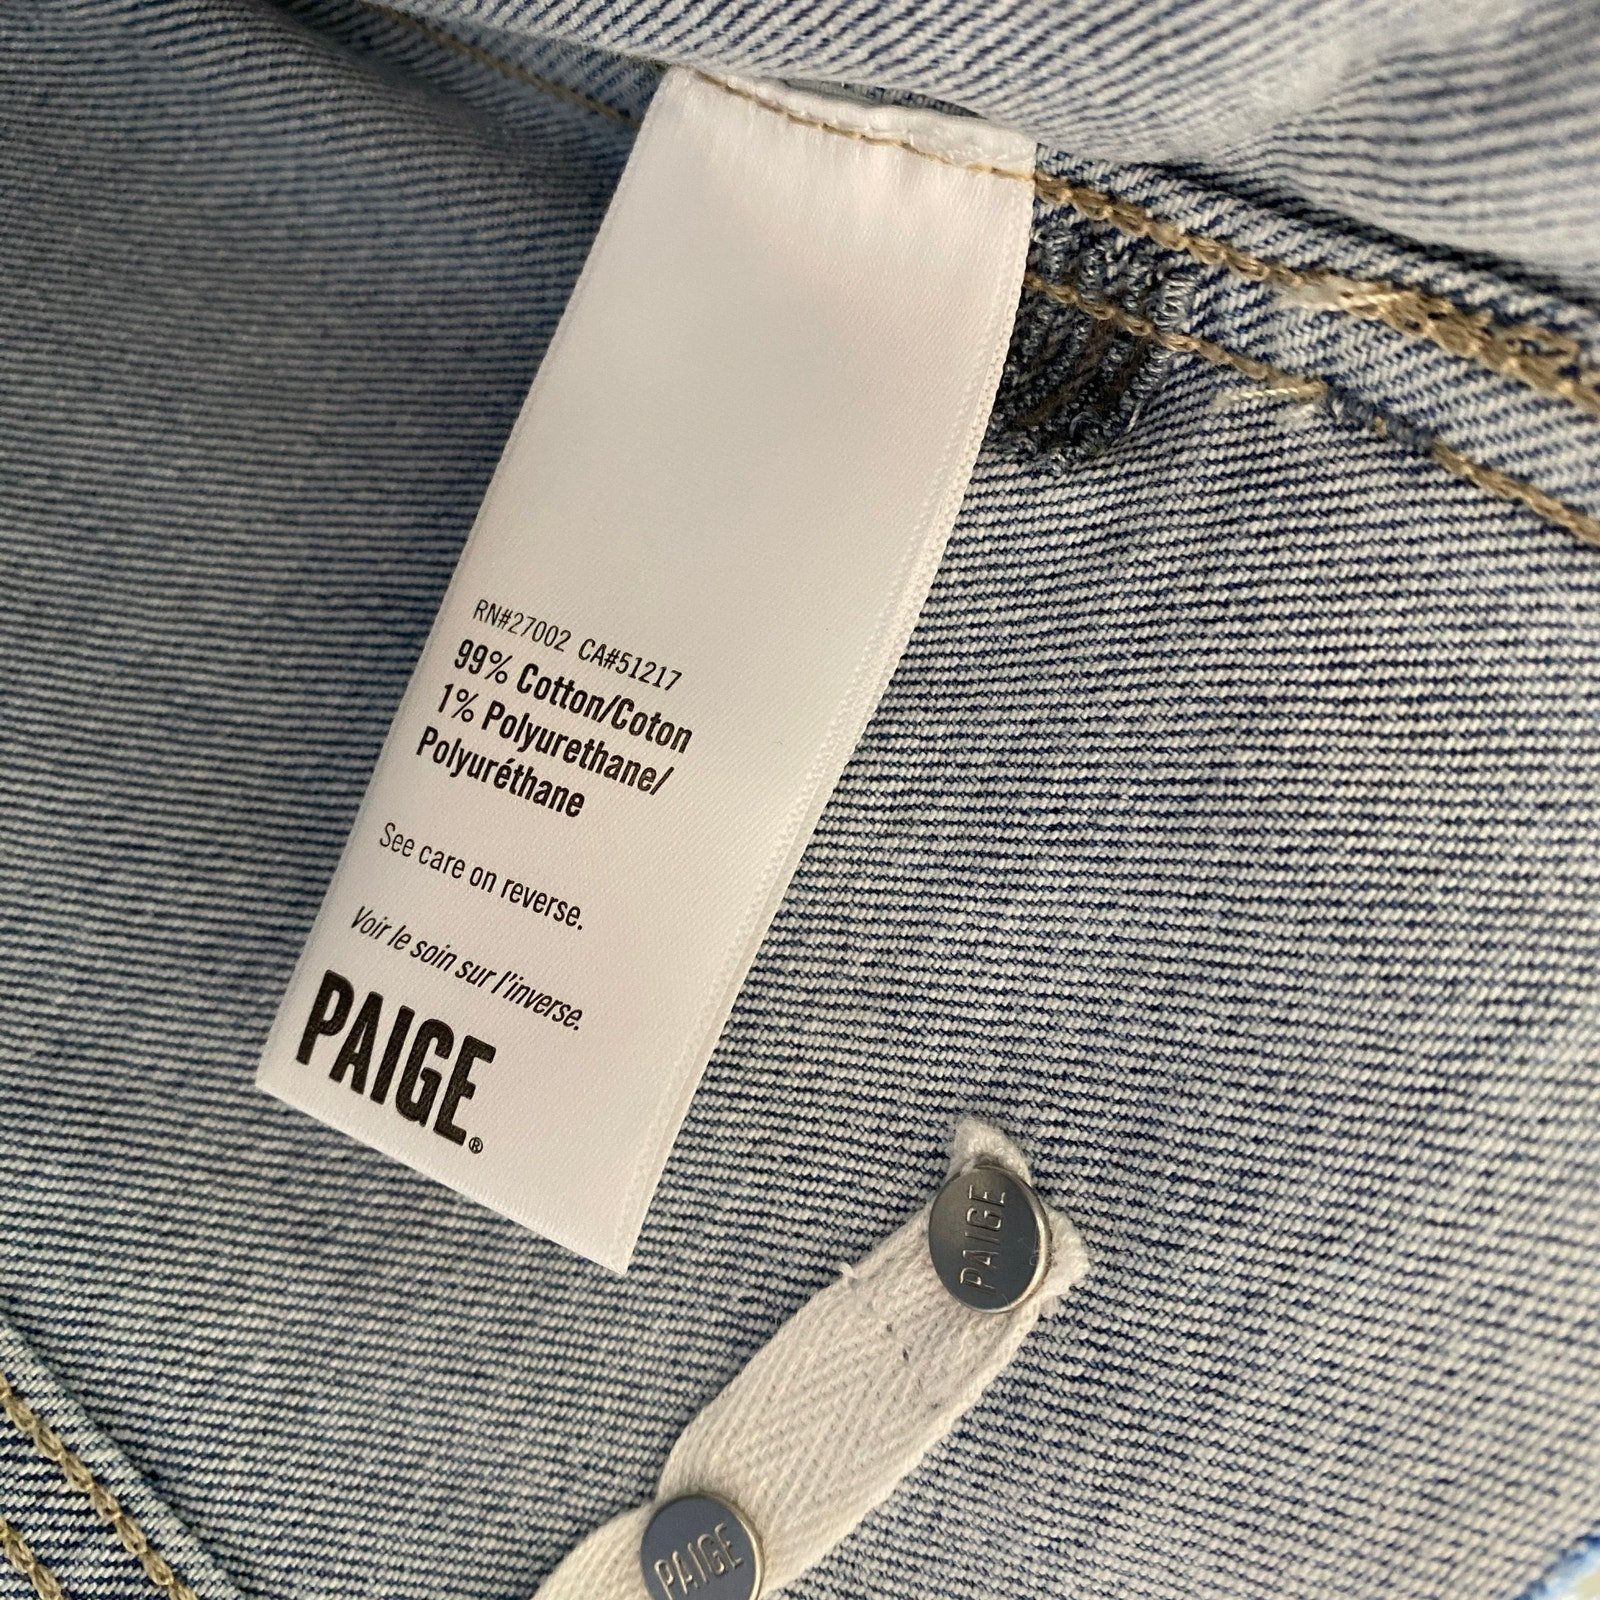 RN#27002 CA#51217
99% Cotton/Coton
1% Polyurethane/
Polyuréthane
See care on reverse.
Voir le soin sur l'inverse.
PAIGE®
PAIGE
PAIGE